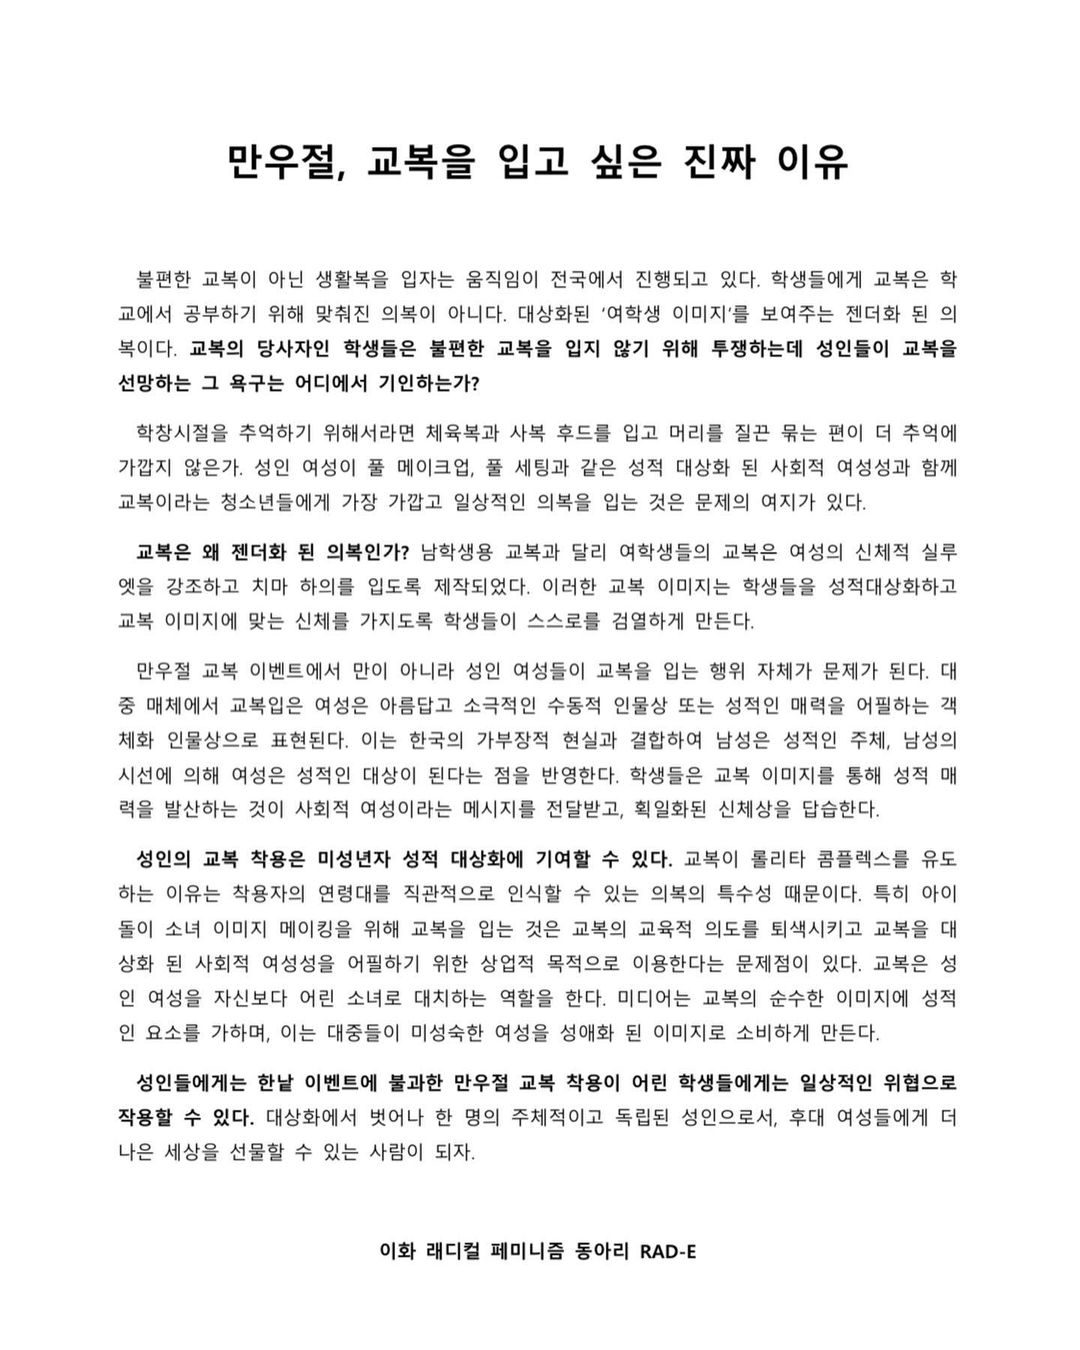 만우절, 교복을 입고 싶은 진짜 이유
불편한 교복이 아닌 생활복을 입자는 움직임이 전국에서 진행되고 있다. 학생들에게 교복은 학
교에서 공부하기 위해 맞춰진 의복이 아니다. 대상화된 ‘여학생 이미지’를 보여주는 젠더화 된 의
복이다. 교복의 당사자인 학생들은 불편한 교복을 입지 않기 위해 투쟁하는데 성인들이 교복을
선망하는 그 욕구는 어디에서 기인하는가?
학창시절을 추억하기 위해서라면 체육복과 사복 후드를 입고 머리를 질끈 묶는 편이 더 추억에
가깝지 않은가. 성인 여성이 풀 메이크업, 풀 세팅과 같은 성적 대상화 된 사회적 여성성과 함께
교복이라는 청소년들에게 가장 가깝고 일상적인 의복을 입는 것은 문제의 여지가 있다.
교복은 왜 젠더화 된 의복인가? 남학생용 교복과 달리 여학생들의 교복은 여성의 신체적 실루
엣을 강조하고 치마 하의를 입도록 제작되었다. 이러한 교복 이미지는 학생들을 성적대상화하고
교복 이미지에 맞는 신체를 가지도록 학생들이 스스로를 검열하게 만든다.
만우절 교복 이벤트에서 만이 아니라 성인 여성들이 교복을 입는 행위 자체가 문제가 된다. 대
중 매체에서 교복입은 여성은 아름답고 소극적인 수동적 인물상 또는 성적인 매력을 어필하는 객
체화 인물상으로 표현된다. 이는 한국의 가부장적 현실과 결합하여 남성은 성적인 주체, 남성의
시선에 의해 여성은 성적인 대상이 된다는 점을 반영한다. 학생들은 교복 이미지를 통해 성적 매
력을 발산하는 것이 사회적 여성이라는 메시지를 전달받고, 획일화된 신체상을 답습한다.
성인의 교복 착용은 미성년자 성적 대상화에 기여할 수 있다. 교복이 롤리타 콤플렉스를 유도
하는 이유는 착용자의 연령대를 직관적으로 인식할 수 있는 의복의 특수성 때문이다. 특히 아이
돌이 소녀 이미지 메이킹을 위해 교복을 입는 것은 교복의 교육적 의도를 퇴색시키고 교복을 대
상화 된 사회적 여성성을 어필하기 위한 상업적 목적으로 이용한다는 문제점이 있다. 교복은 성
인 여성을 자신보다 어린 소녀로 대치하는 역할을 한다. 미디어는 교복의 순수한 이미지에 성적
인 요소를 가하며, 이는 대중들이 미성숙한 여성을 성애화 된 이미지로 소비하게 만든다.
성인들에게는 한낱 이벤트에 불과한 만우절 교복 착용이 어린 학생들에게는 일상적인 위협으로
작용할 수 있다. 대상화에서 벗어나 한 명의 주체적이고 독립된 성인으로서, 후대 여성들에게 더
나은 세상을 선물할 수 있는 사람이 되자.
이화 래디컬 페미니즘 동아리 RAD-E